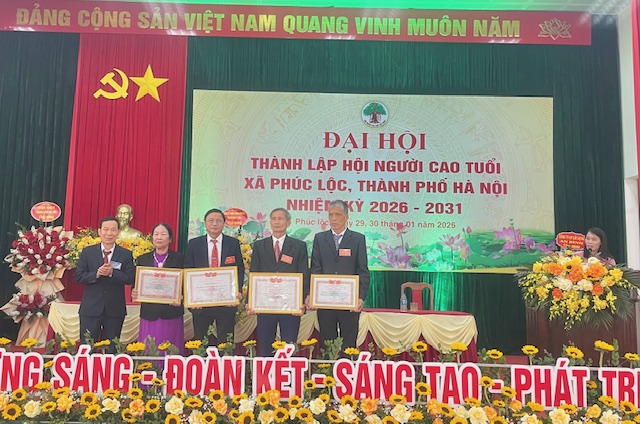 ĐẢNG CỘNG SẢN VIỆT NAM QUANG VINH MUÔN NĂM
ĐẠI HỘI
THÀNH LẬP HỘI NGƯỜI CAO TUỔI
XÃ PHÚC LỘC, THÀNH PHỐ HÀ NỘI
NHIỆM KỲ 2026 - 2031
Phúc lộc, ngày 29, 30 tháng 01 năm 2026
NG SÁNG - ĐOÀN KẾT - SÁNG TẠO - PHÁT TRI